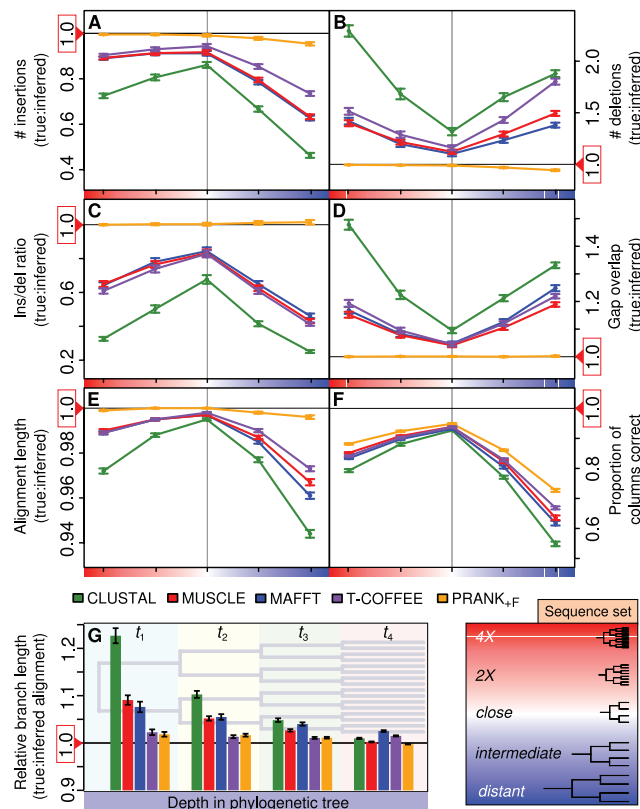 A
B
# insertions
(true:inferred)
1.0
0.8
0.6
0.4
2.0
1.5
1.0
# deletions
(true:inferred)
C
D
Ins/del ratio
(true:inferred)
1.0
0.6
0.2
1.4
1.2
1.0
Gap overlap
(true:inferred)
E
F
Alignment length
(true:inferred)
1.0
0.98
0.96
0.94
1.0
0.8
0.6
Proportion of
columns correct
CLUSTAL MUSCLE MAFFT T-COFFEE PRANK+F
G
t1 t2 t3 t4
Relative branch length
(true:inferred alignment)
1.2
1.1
1.0
0.9
Depth in phylogenetic tree
Sequence set
4X
2X
close
intermediate
distant